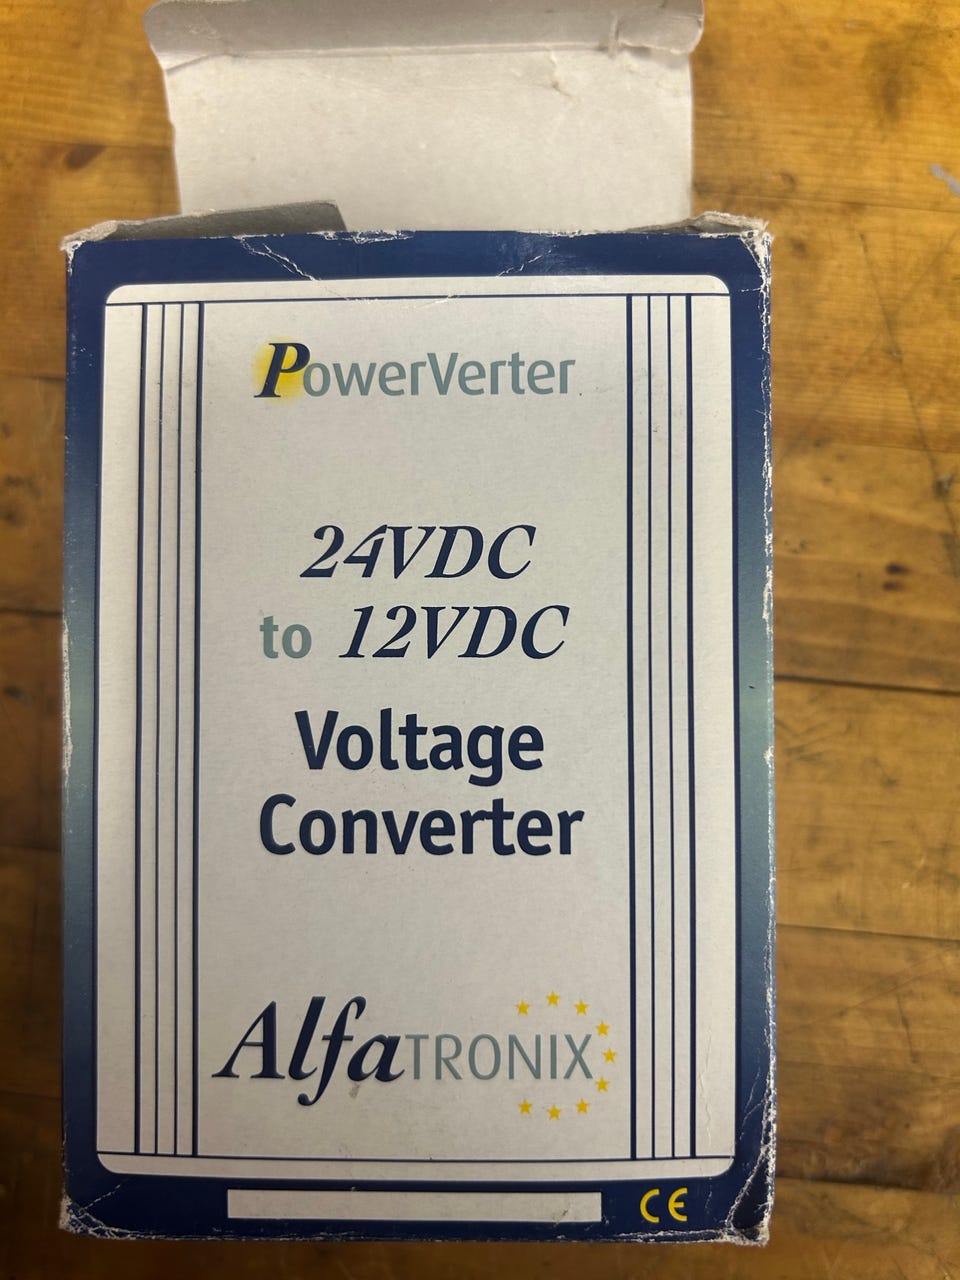 PowerVerter
24VDC
to 12VDC
Voltage
Converter
AlfaTRONIX
CE